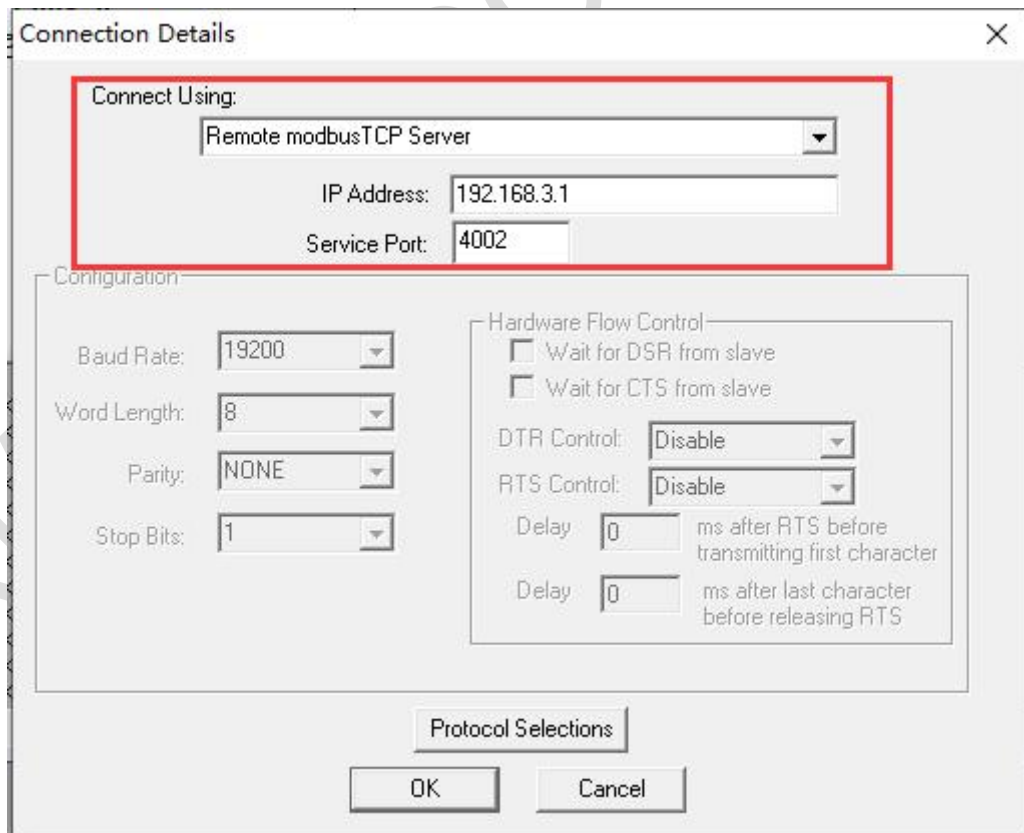 Connection Details
Connect Using:
Remote modbusTCP Server
IP Address: 192.168.3.1
Service Port: 4002
Configuration
Baud Rate: 19200
Word Length: 8
Parity: NONE
Stop Bits: 1
Hardware Flow Control
Wait for DSR from slave
Wait for CTS from slave
DTR Control: Disable
RTS Control: Disable
Delay 0 ms after RTS before
transmitting first character
Delay 0 ms after last character
before releasing RTS
Protocol Selections
OK Cancel